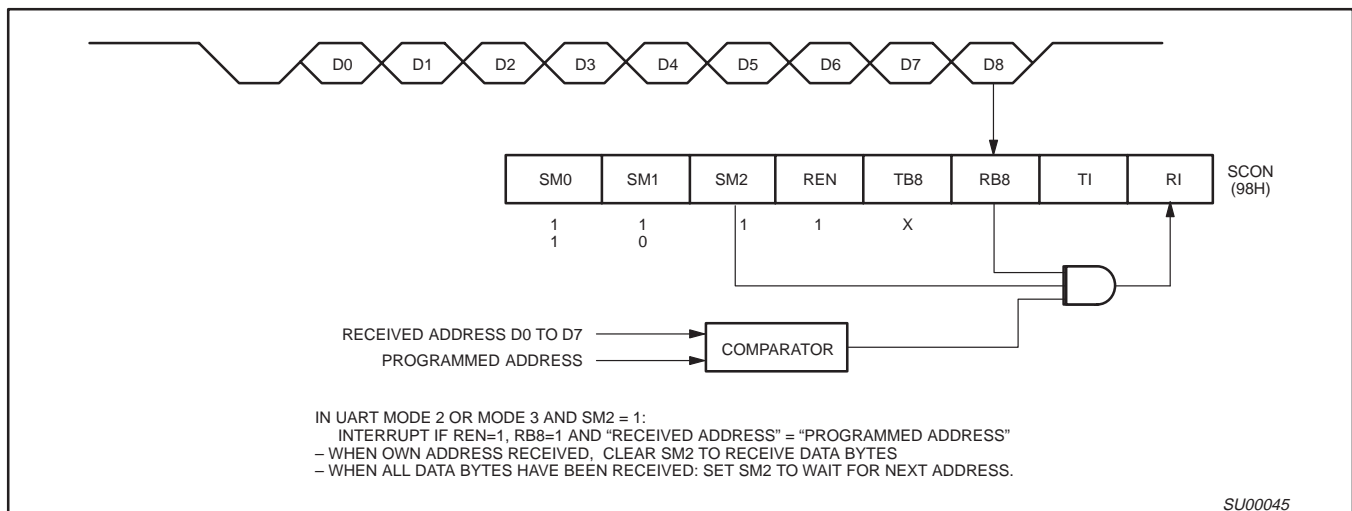 D0 D1 D2 D3 D4 D5 D6 D7 D8
SM0 SM1 SM2 REN TB8 RB8 TI RI
SCON
(98H)
1 1 1 1 X
1 0
RECEIVED ADDRESS D0 TO D7
PROGRAMMED ADDRESS
COMPARATOR
IN UART MODE 2 OR MODE 3 AND SM2 = 1:
INTERRUPT IF REN=1, RB8=1 AND “RECEIVED ADDRESS” = “PROGRAMMED ADDRESS”
– WHEN OWN ADDRESS RECEIVED, CLEAR SM2 TO RECEIVE DATA BYTES
– WHEN ALL DATA BYTES HAVE BEEN RECEIVED: SET SM2 TO WAIT FOR NEXT ADDRESS.
SU00045